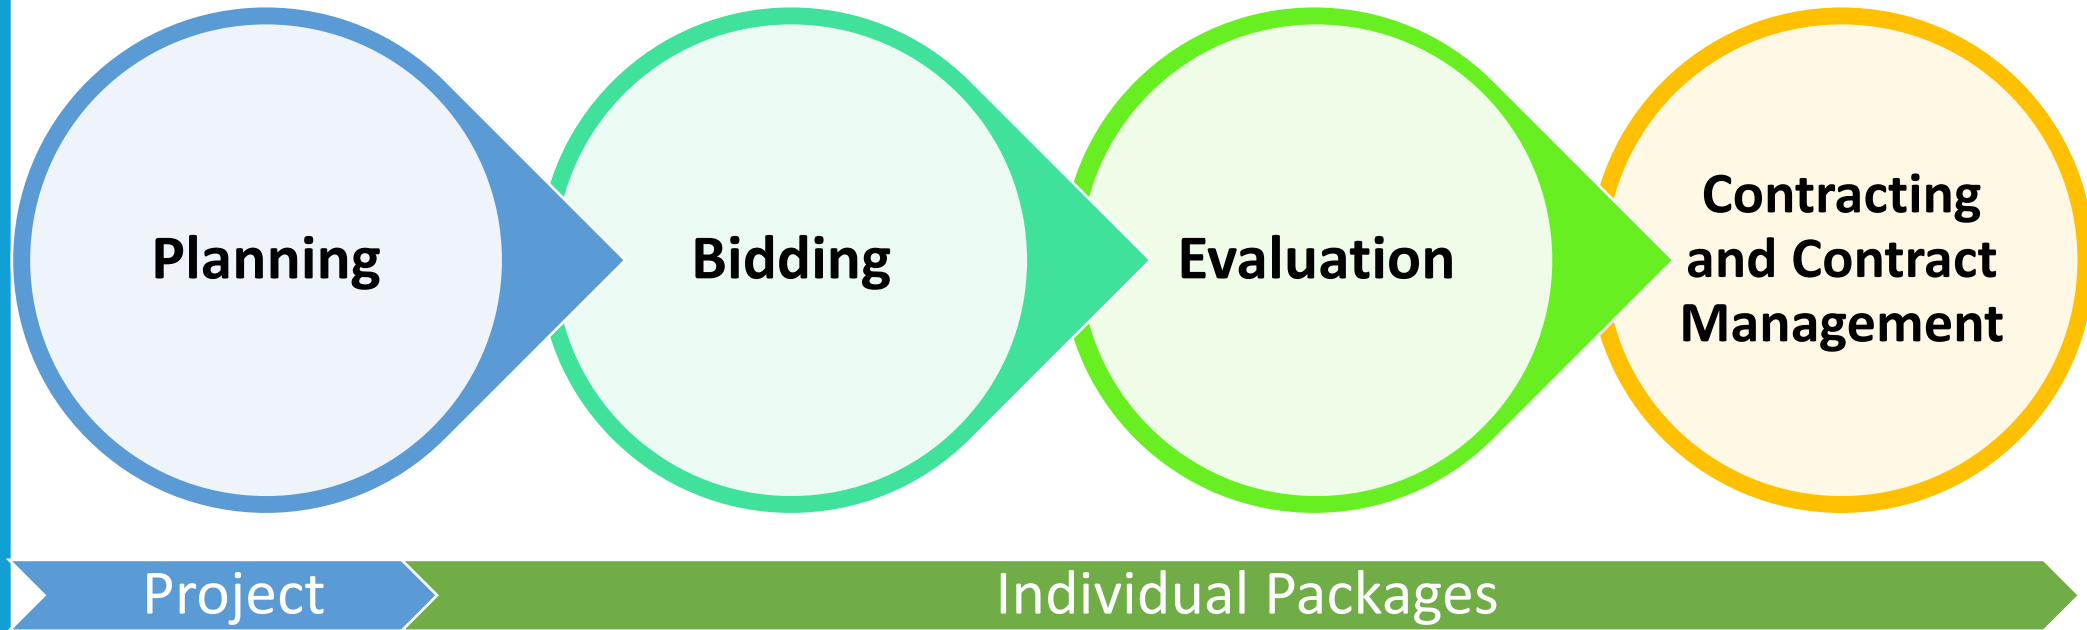 Planning
Bidding
Evaluation
Contracting
and Contract
Management
Project
Individual Packages